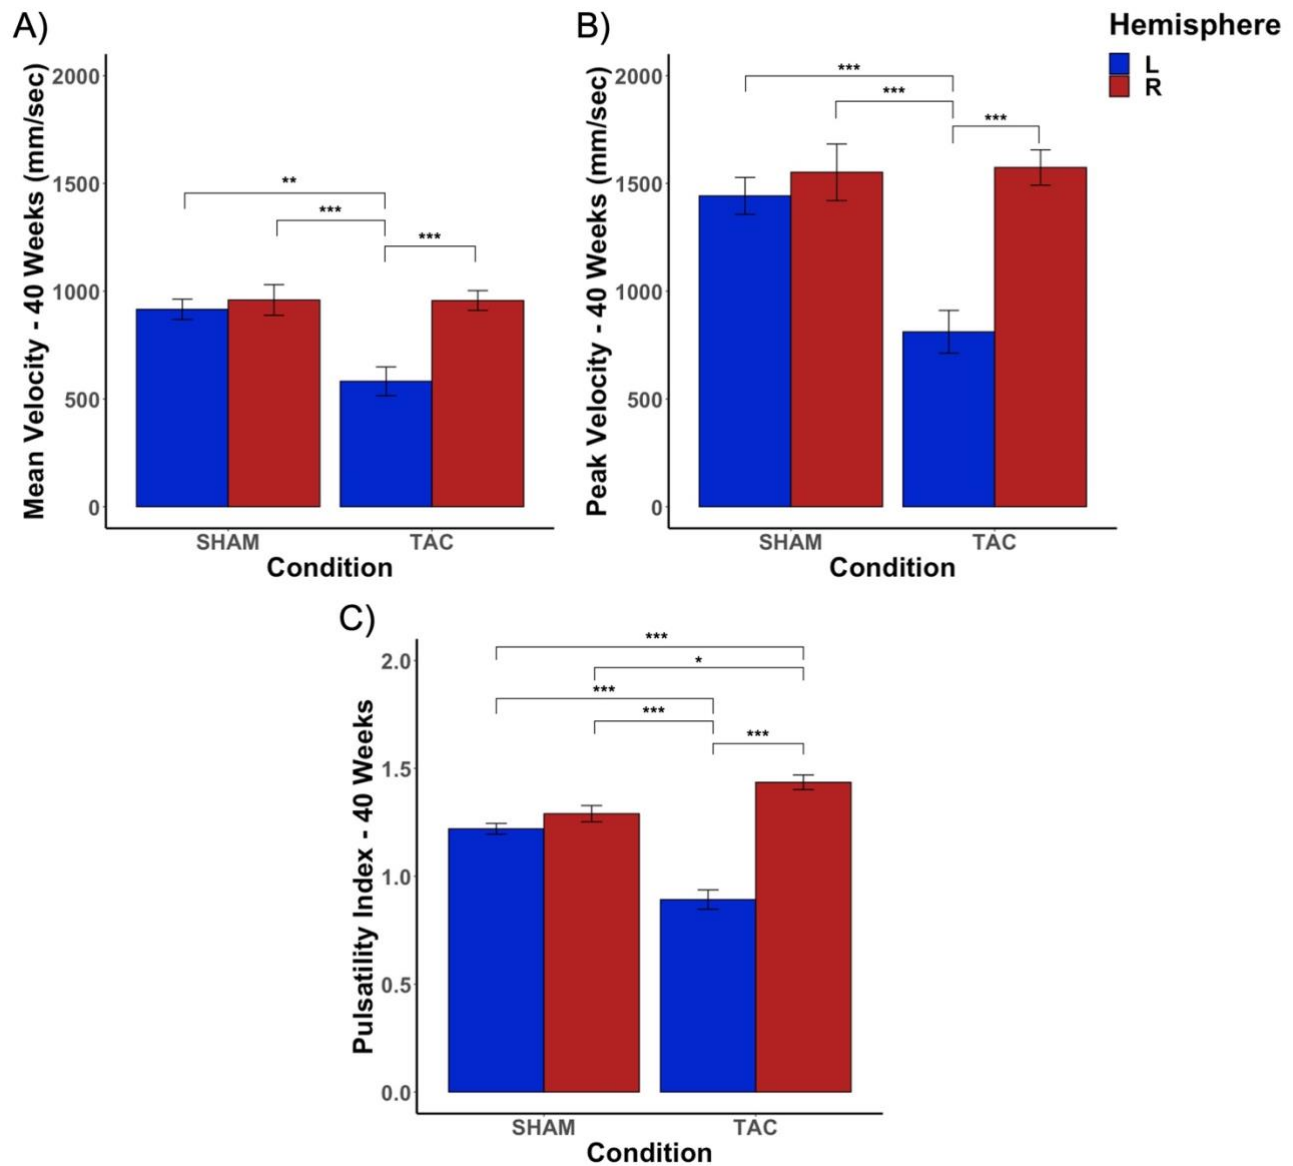 A)
Mean Velocity - 40 Weeks (mm/sec)
2000
1500
1000
500
0
**
***
***
SHAM
TAC
Condition
B)
Peak Velocity - 40 Weeks (mm/sec)
2000
1500
1000
500
0
***
***
***
SHAM
TAC
Condition
Hemisphere
L
R
C)
Pulsatility Index - 40 Weeks
2.0
1.5
1.0
0.5
0.0
***
*
***
***
***
SHAM
TAC
Condition